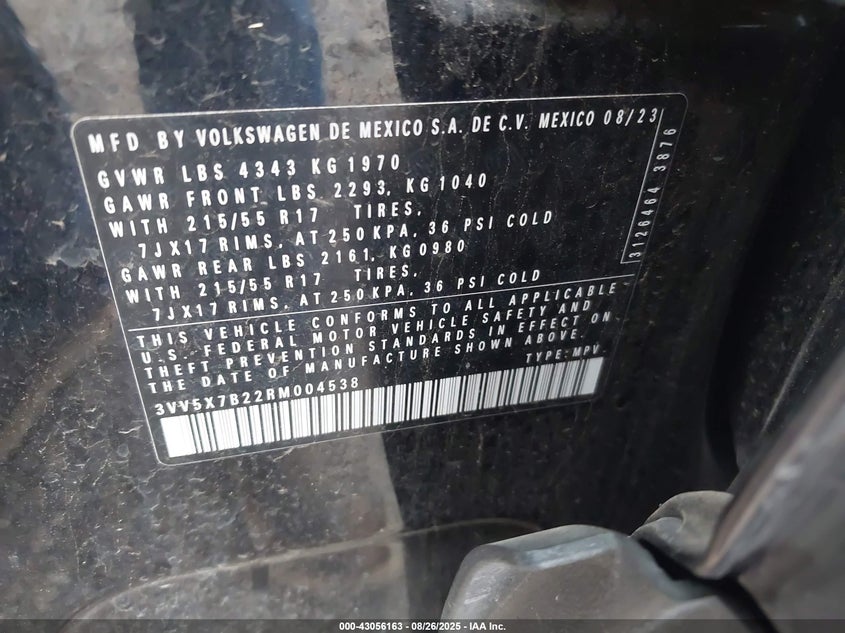 MFD BY VOLKSWAGEN DE MEXICO S.A. DE C.V. MEXICO 08/23
GVWR LBS 4343 KG 1970
GAWR FRONT LBS 2293, KG 1040
WITH 215/55 R17 TIRES,
7JX17 RIMS, AT 250 KPA, 36 PSI COLD
GAWR REAR LBS 2161, KG0980
WITH 215/55 R17 TIRES,
7JX17 RIMS, AT 250 KPA, 36 PSI COLD
3126464 3876
THIS VEHICLE CONFORMS TO ALL APPLICABLE
U.S. FEDERAL MOTOR VEHICLE SAFETY AND
THEFT PREVENTION STANDARDS IN EFFECT ON
THE DATE OF MANUFACTURE SHOWN ABOVE.
TYPE: MPV
3VV5X7B22RM004538
000-43056163 - 08/26/2025 - IAA Inc.